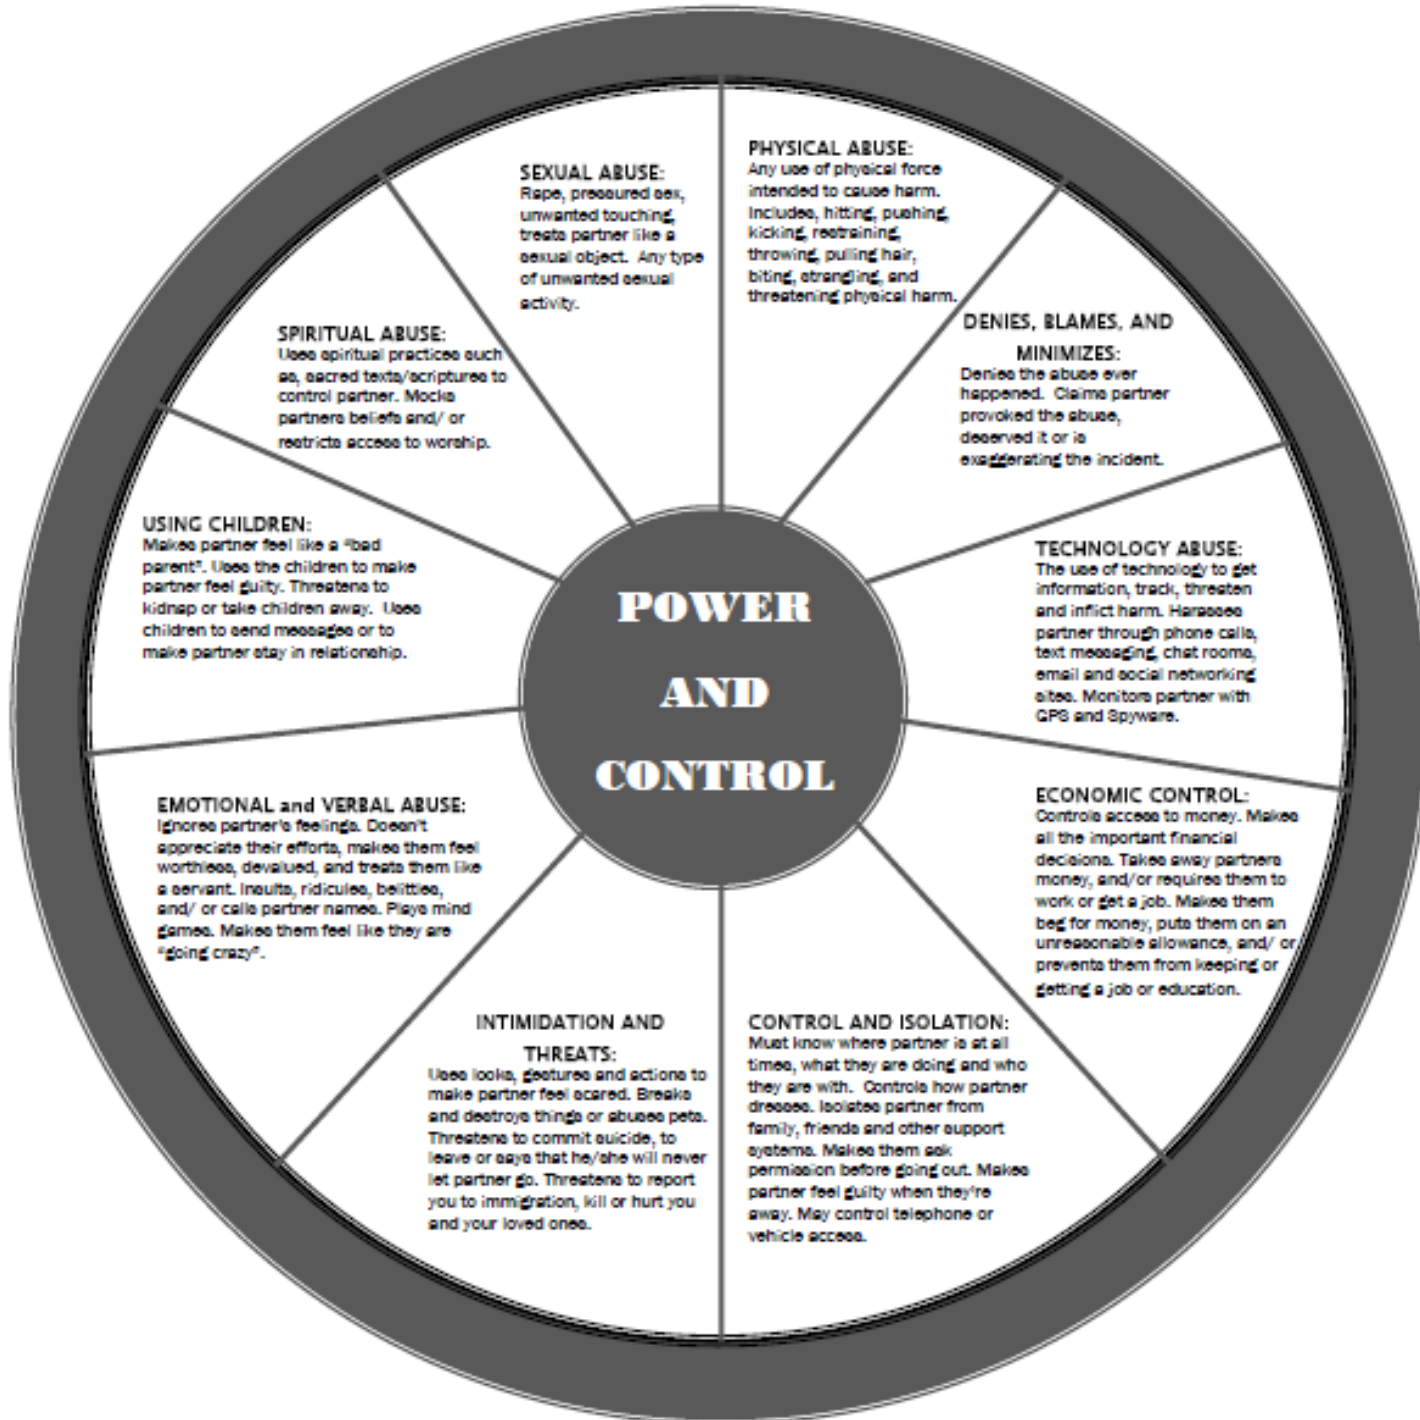 PHYSICAL ABUSE:
Any use of physical force
intended to cause harm.
Includes, hitting, pushing,
kicking, restraining,
throwing, pulling hair,
biting, strangling, and
threatening physical harm.
DENIES, BLAMES, AND
MINIMIZES:
Denies the abuse ever
happened. Claims partner
provoked the abuse,
deserved it or is
exaggerating the incident.
TECHNOLOGY ABUSE:
The use of technology to get
information, track, threaten
and inflict harm. Harasses
partner through phone calls,
text messaging, chat rooms,
email and social networking
sites. Monitors partner with
GPS and Spyware.
ECONOMIC CONTROL:
Controls access to money. Makes
all the important financial
decisions. Takes away partners
money, and/or requires them to
work or get a job. Makes them
beg for money, puts them on an
unreasonable allowance, and/ or
prevents them from keeping or
getting a job or education.
CONTROL AND ISOLATION:
Must know where partner is at all
times, what they are doing and who
they are with. Controls how partner
dresses. Isolates partner from
family, friends and other support
systems. Makes them ask
permission before going out. Makes
partner feel guilty when they're
away. May control telephone or
vehicle access.
INTIMIDATION AND
THREATS:
Uses looks, gestures and actions to
make partner feel scared. Breaks
and destroys things or abuses pets.
Threatens to commit suicide, to
leave or says that he/she will never
let partner go. Threatens to report
you to immigration, kill or hurt you
and your loved ones.
EMOTIONAL and VERBAL ABUSE:
Ignores partner's feelings. Doesn't
appreciate their efforts, makes them feel
worthless, devalued, and treats them like
a servant. Insults, ridicules, belittles,
and/ or calls partner names. Plays mind
games. Makes them feel like they are
"going crazy".
USING CHILDREN:
Makes partner feel like a "bad
parent". Uses the children to make
partner feel guilty. Threatens to
kidnap or take children away. Uses
children to send messages or to
make partner stay in relationship.
SPIRITUAL ABUSE:
Uses spiritual practices such
as, sacred texts/scriptures to
control partner. Mocks
partners beliefs and/ or
restricts access to worship.
SEXUAL ABUSE:
Rape, pressured sex,
unwanted touching,
treats partner like a
sexual object. Any type
of unwanted sexual
activity.
POWER
AND
CONTROL